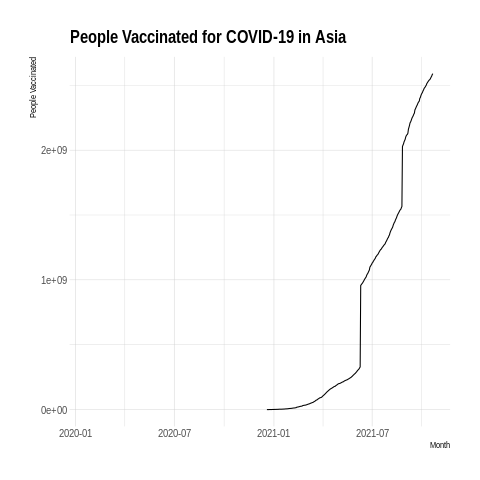 People Vaccinated for COVID-19 in Asia
People Vaccinated
2e+09
1e+09
0e+00
2020-01 2020-07 2021-01 2021-07
Month